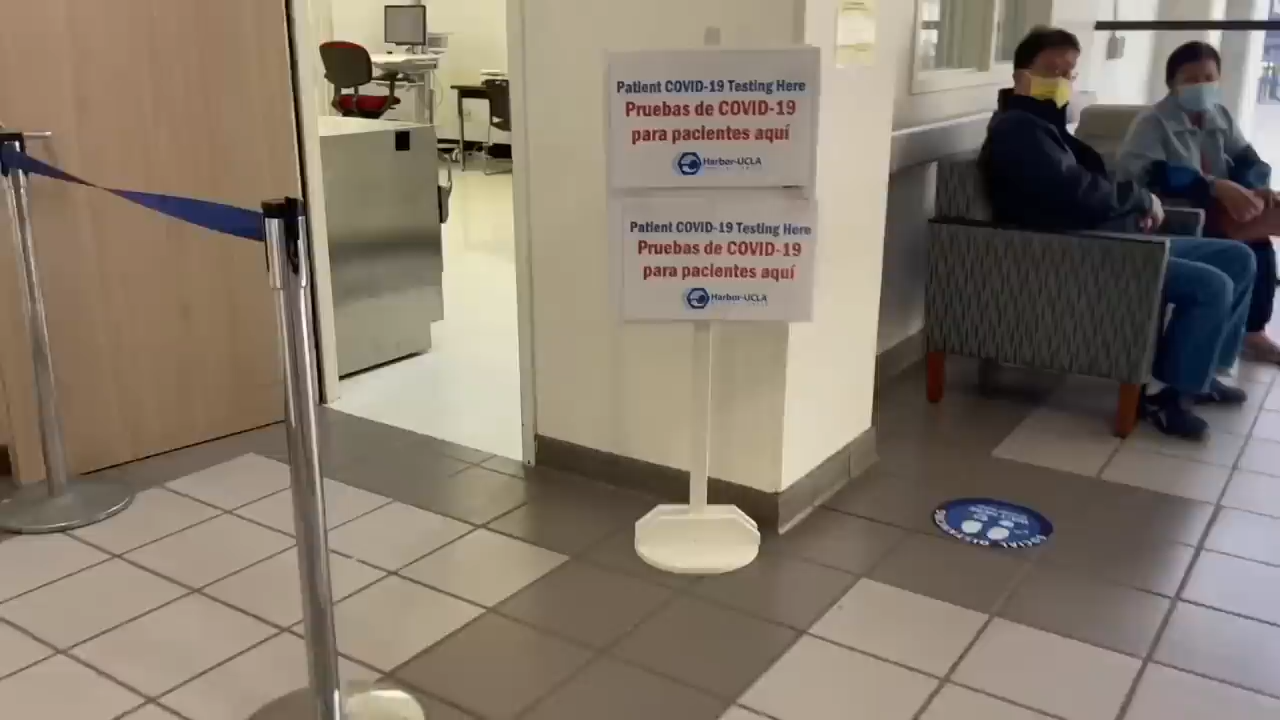 Patient COVID-19 Testing Here
Pruebas de COVID-19
para pacientes aquí
Harbor-UCLA
Patient COVID-19 Testing Here
Pruebas de COVID-19
para pacientes aquí
Harbor-UCLA
SOCIAL